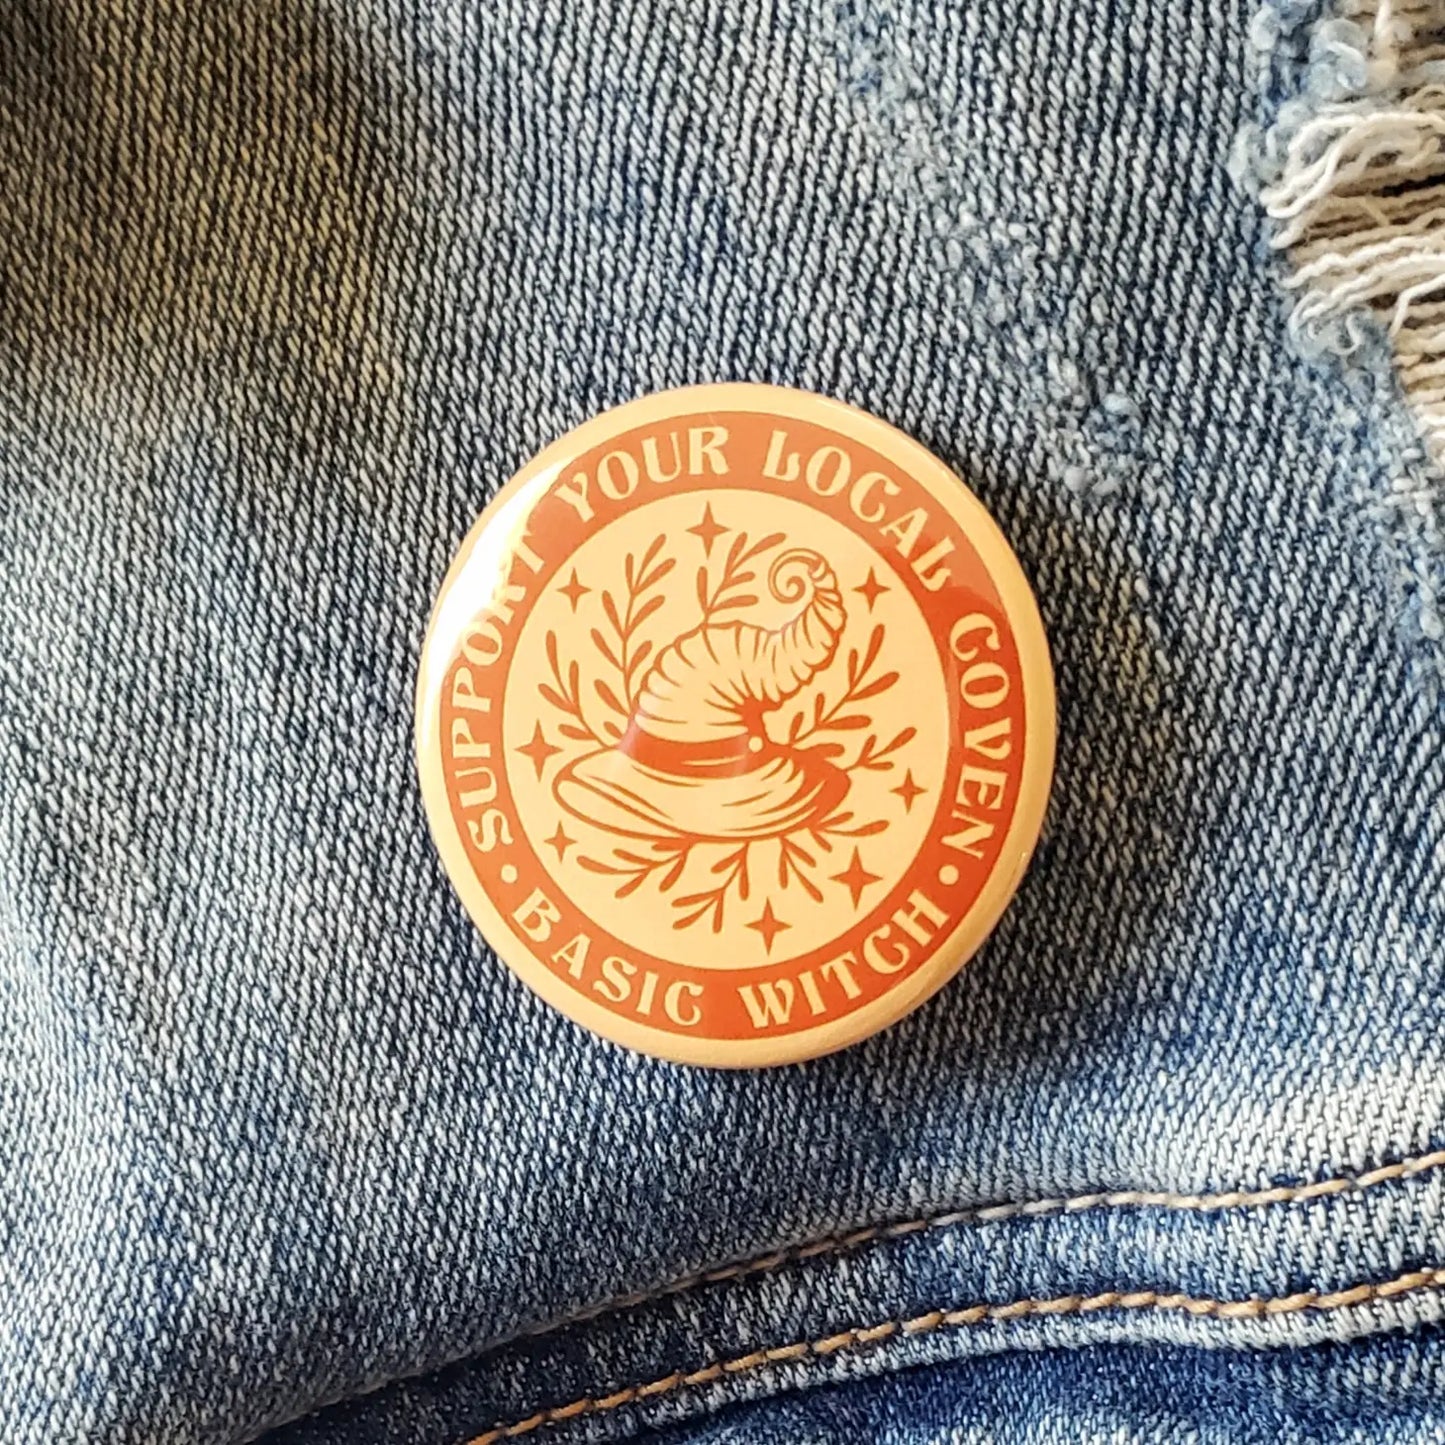 SUPPORT YOUR LOCAL COVEN
• BASIC WITCH •